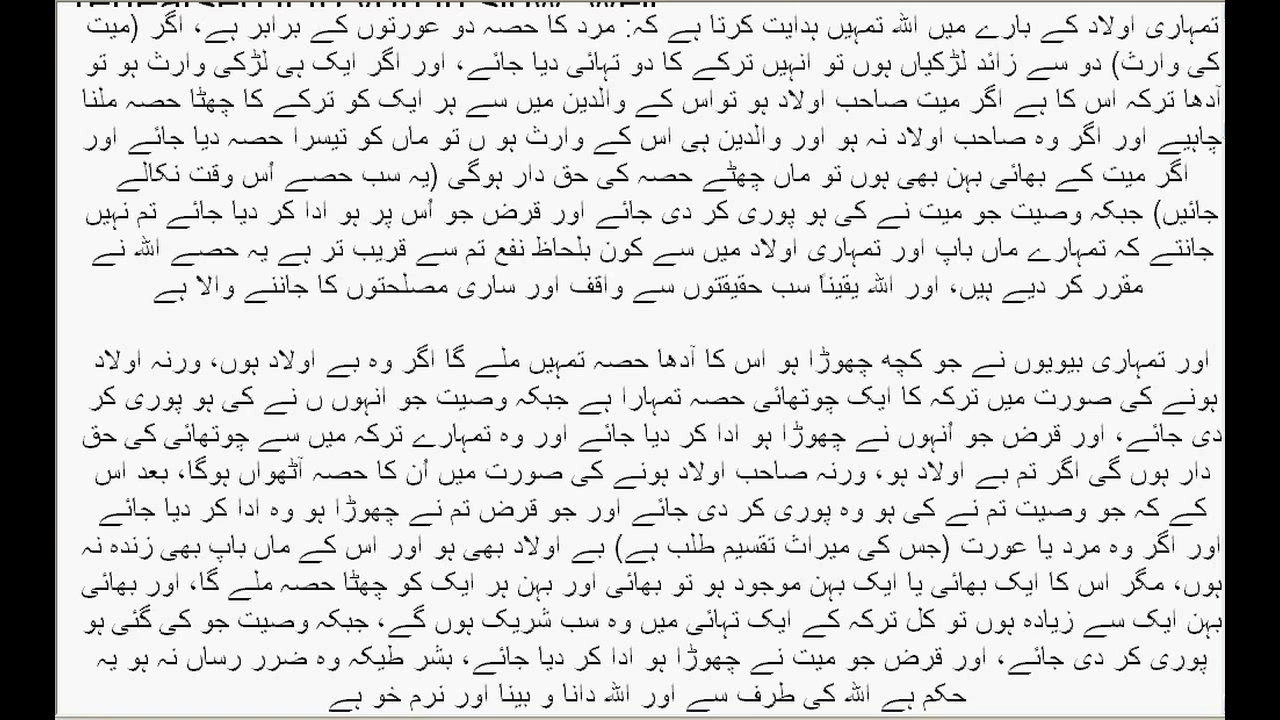 تمہاری اولاد کے بارے میں اللہ تمہیں ہدایت کرتا ہے کہ: مرد کا حصہ دو عورتوں کے برابر ہے، اگر (میت
کی وارث) دو سے زائد لڑکیاں ہوں تو انہیں ترکے کا دو تہائی دیا جائے، اور اگر ایک ہی لڑکی وارث ہو تو
آدھا ترکہ اس کا ہے اگر میت صاحب اولاد ہو تواس کے والدین میں سے ہر ایک کو ترکے کا چھٹا حصہ ملنا
چاہیے اور اگر وہ صاحب اولاد نہ ہو اور والدین ہی اس کے وارث ہو ں تو ماں کو تیسرا حصہ دیا جائے اور
اگر میت کے بھائی بہن بھی ہوں تو ماں چھٹے حصہ کی حق دار ہوگی (یہ سب حصے اُس وقت نکالے
جائیں) جبکہ وصیت جو میت نے کی ہو پوری کر دی جائے اور قرض جو اُس پر ہو ادا کر دیا جائے تم نہیں
جانتے کہ تمہارے ماں باپ اور تمہاری اولاد میں سے کون بلحاظ نفع تم سے قریب تر ہے یہ حصے اللہ نے
مقرر کر دیے ہیں، اور اللہ یقیناً سب حقیقتوں سے واقف اور ساری مصلحتوں کا جاننے والا ہے
اور تمہاری بیویوں نے جو کچھ چھوڑا ہو اس کا آدھا حصہ تمہیں ملے گا اگر وہ بے اولاد ہوں، ورنہ اولاد
ہونے کی صورت میں ترکہ کا ایک چوتھائی حصہ تمہارا ہے جبکہ وصیت جو انہوں ں نے کی ہو پوری کر
دی جائے، اور قرض جو اُنہوں نے چھوڑا ہو ادا کر دیا جائے اور وہ تمہارے ترکہ میں سے چوتھائی کی حق
دار ہوں گی اگر تم بے اولاد ہو، ورنہ صاحب اولاد ہونے کی صورت میں اُن کا حصہ آٹھواں ہوگا، بعد اس
کے کہ جو وصیت تم نے کی ہو وہ پوری کر دی جائے اور جو قرض تم نے چھوڑا ہو وہ ادا کر دیا جائے
اور اگر وہ مرد یا عورت (جس کی میراث تقسیم طلب ہے) بے اولاد بھی ہو اور اس کے ماں باپ بھی زندہ نہ
ہوں، مگر اس کا ایک بھائی یا ایک بہن موجود ہو تو بھائی اور بہن ہر ایک کو چھٹا حصہ ملے گا، اور بھائی
بہن ایک سے زیادہ ہوں تو کل ترکہ کے ایک تہائی میں وہ سب شریک ہوں گے، جبکہ وصیت جو کی گئی ہو
پوری کر دی جائے، اور قرض جو میت نے چھوڑا ہو ادا کر دیا جائے، بشر طیکہ وہ ضرر رساں نہ ہو یہ
حکم ہے اللہ کی طرف سے اور اللہ دانا و بینا اور نرم خو ہے